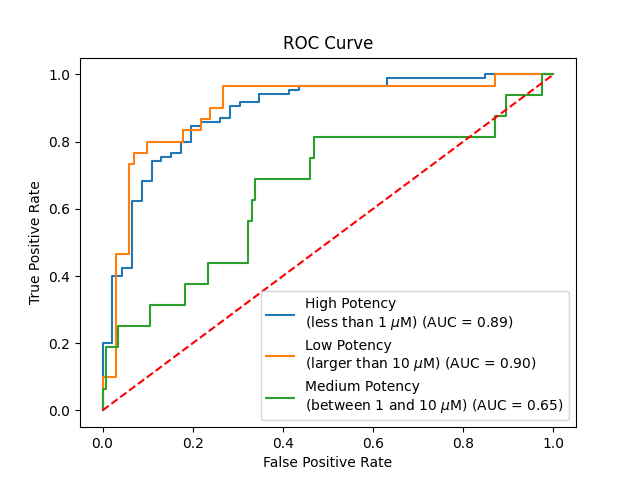 ROC Curve
True Positive Rate
1.0
0.8
0.6
0.4
0.2
0.0
High Potency
(less than 1 μM) (AUC = 0.89)
Low Potency
(larger than 10 μM) (AUC = 0.90)
Medium Potency
(between 1 and 10 μM) (AUC = 0.65)
0.0 0.2 0.4 0.6 0.8 1.0
False Positive Rate